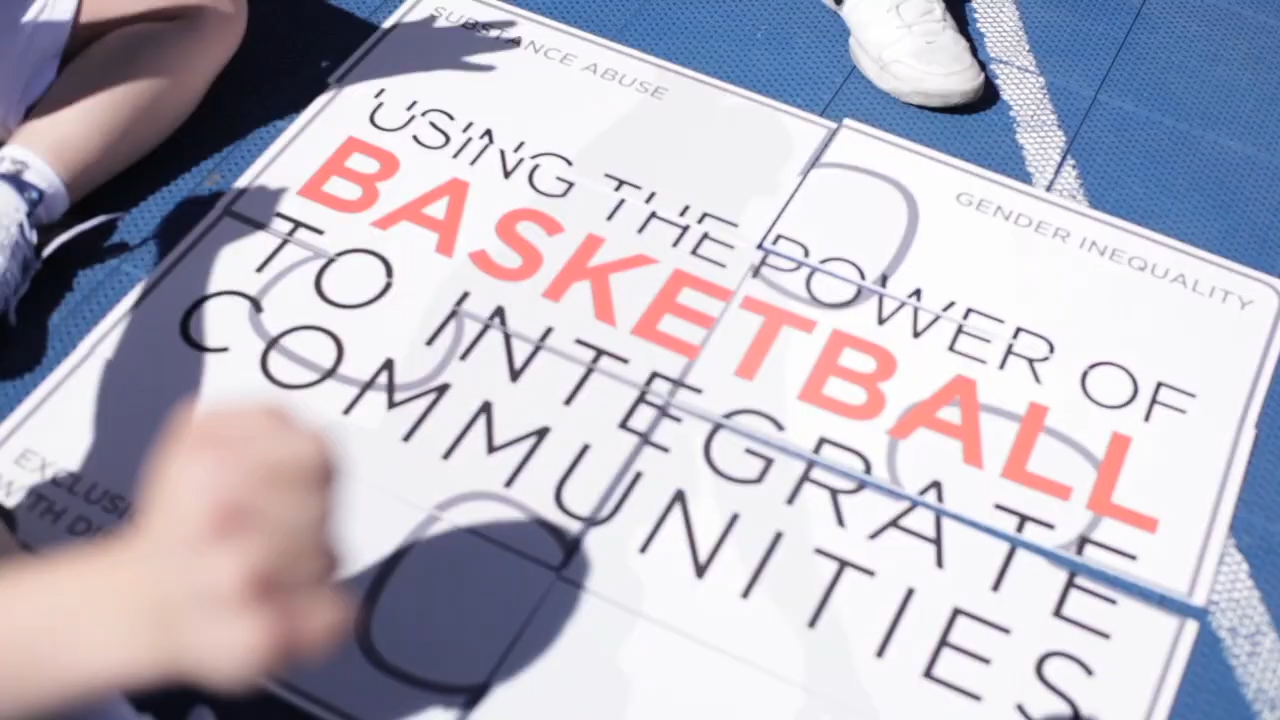 SUBSTANCE ABUSE
GENDER INEQUALITY
USING THE POWER OF
BASKETBALL
TO INTEGRATE
COMMUNITIES